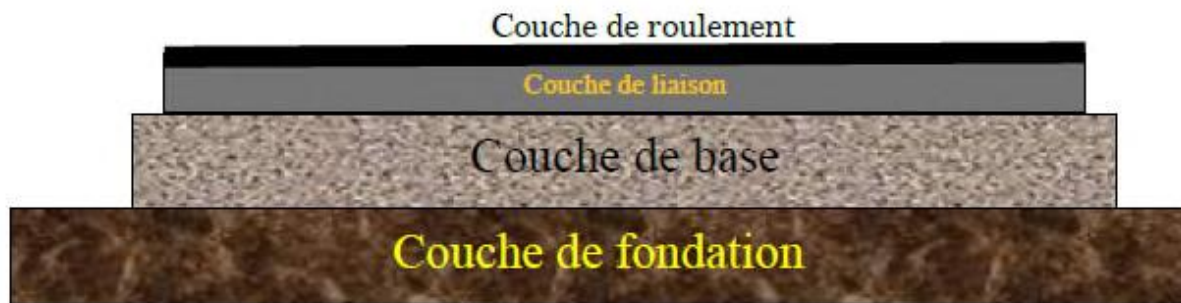 Couche de roulement
Couche de liaison
Couche de base
Couche de fondation